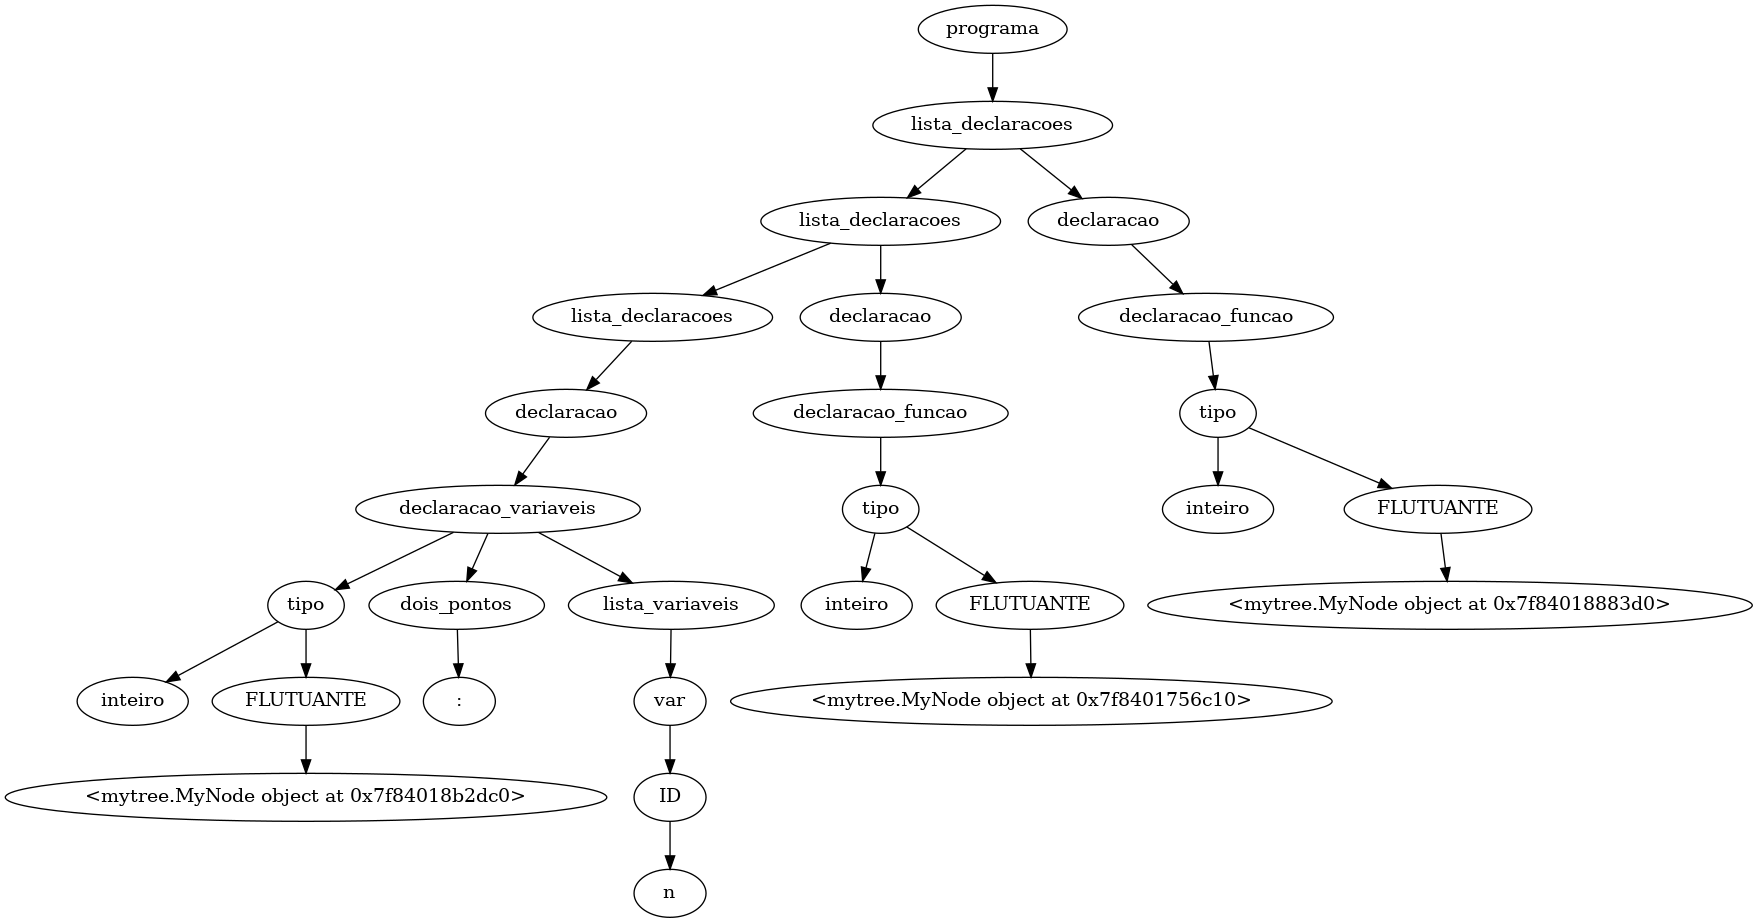 programa
lista_declaracoes
lista_declaracoes
declaracao
lista_declaracoes
declaracao
declaracao_funcao
declaracao
declaracao_funcao
tipo
declaracao_variaveis
tipo
inteiro
FLUTUANTE
tipo
dois_pontos
lista_variaveis
inteiro
FLUTUANTE
<mytree.MyNode object at 0x7f84018883d0>
inteiro
FLUTUANTE
:
var
<mytree.MyNode object at 0x7f8401756c10>
<mytree.MyNode object at 0x7f84018b2dc0>
ID
n